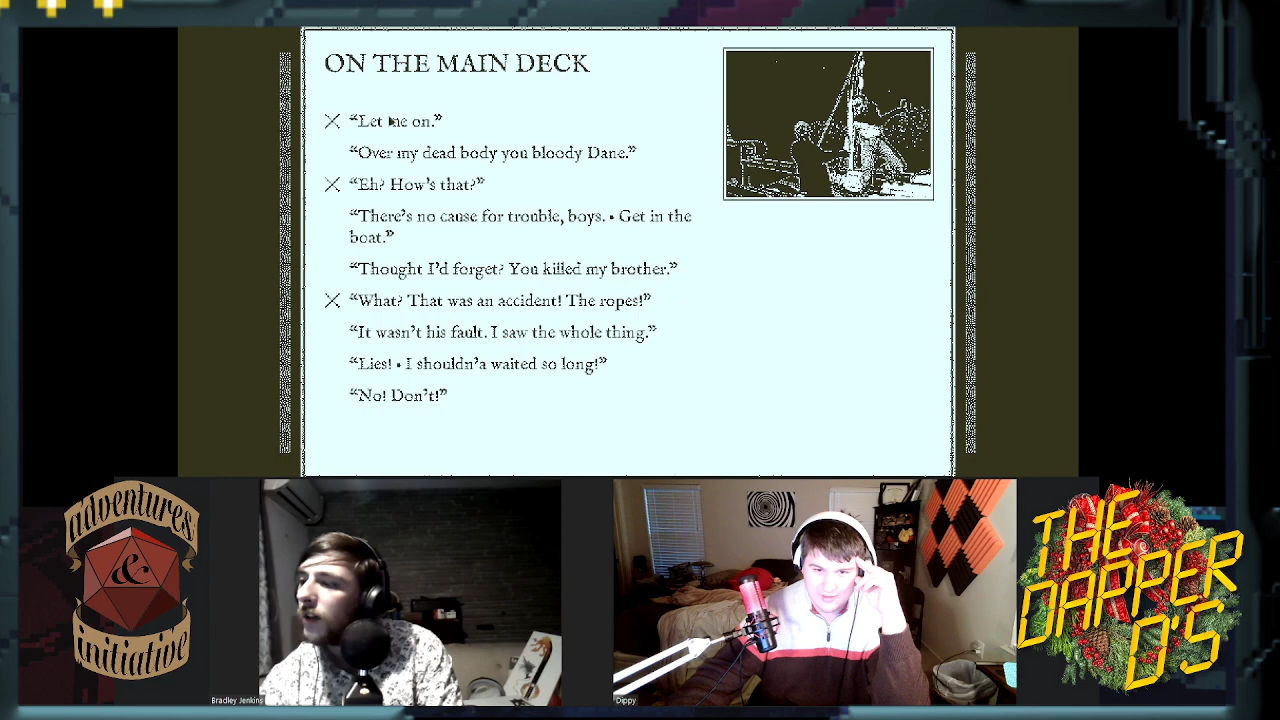 ON THE MAIN DECK
“Let me on.”
“Over my dead body you bloody Dane.”
“Eh? How’s that?”
“There’s no cause for trouble, boys. • Get in the
boat.”
“Thought I’d forget? You killed my brother.”
“What? That was an accident! The ropes!”
“It wasn’t his fault. I saw the whole thing.”
“Lies! • I shouldn’a waited so long!”
“No! Don’t!”
adventures
&
initiative
Bradley Jenkins
Dippy
THE
DAPPER
D'S